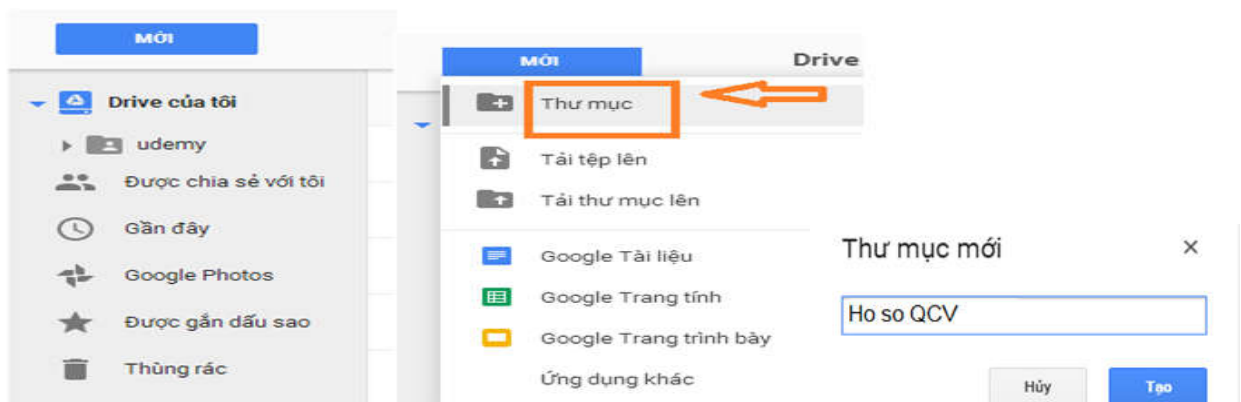 MỚI
Drive của tôi
udemy
Được chia sẻ với tôi
Gần đây
Google Photos
Được gắn dấu sao
Thùng rác
MỚI
Drive
Thư mục
Tải tệp lên
Tải thư mục lên
Google Tài liệu
Google Trang tính
Google Trang trình bày
Ứng dụng khác
Thư mục mới
Ho so QCV
Hủy
Tạo